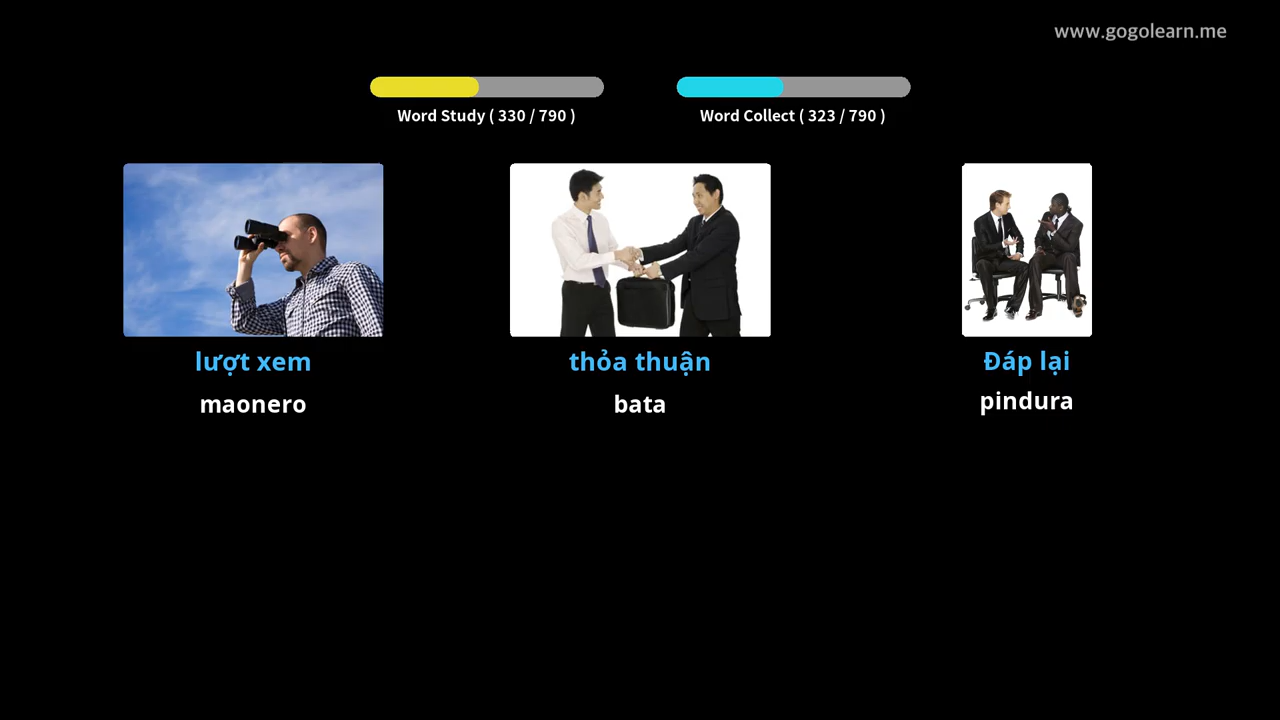 www.gogolearn.me
Word Study ( 330 / 790 )
Word Collect ( 323 / 790 )
lượt xem
maonero
thỏa thuận
bata
Đáp lại
pindura